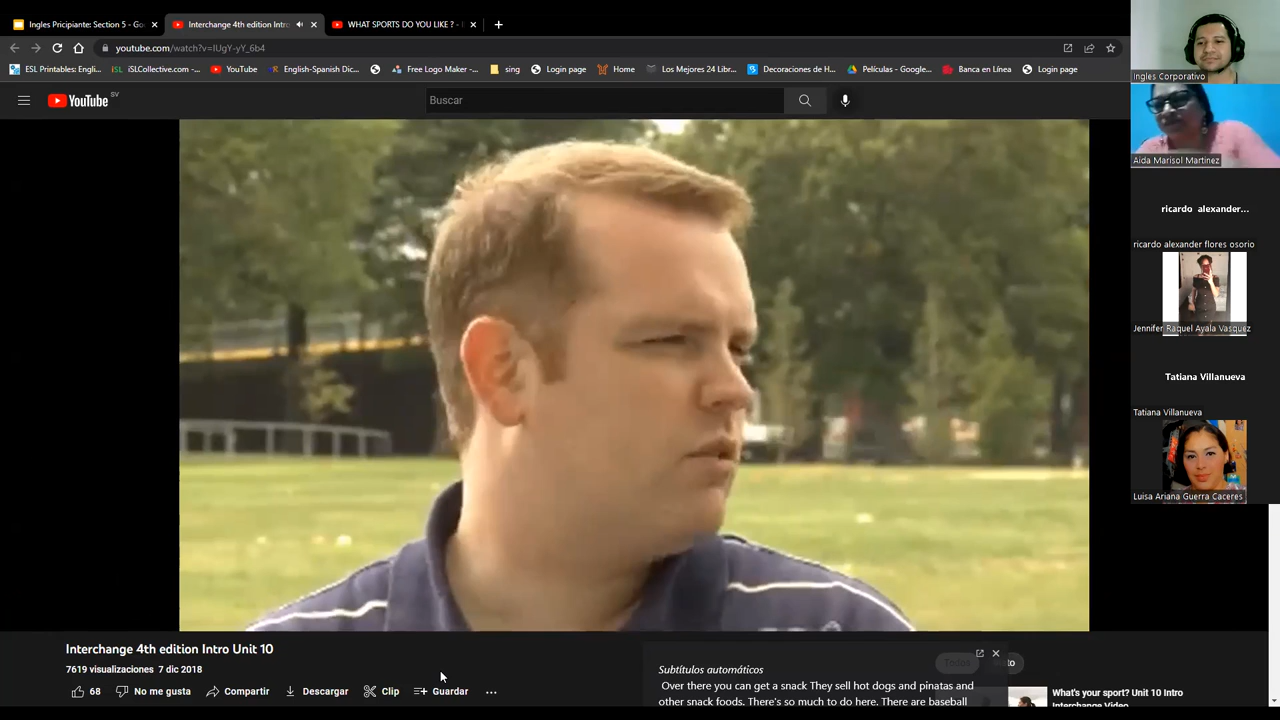 Ingles Pricipiante: Section 5 - Go
Interchange 4th edition Intro
WHAT SPORTS DO YOU LIKE ? -
youtube.com/watch?v=IUgY-yY_6b4
ESL Printables: Engli...
iSL
iSLCollective.com -...
YouTube
English-Spanish Dic...
Free Logo Maker -...
sing
Login page
Home
Los Mejores 24 Libr...
Decoraciones de H...
Películas - Google...
Banca en Línea
Login page
YouTube SV
Buscar
Ingles Corporativo
Aida Marisol Martinez
ricardo alexander...
ricardo alexander flores osorio
Jennifer Raquel Ayala Vasquez
Tatiana Villanueva
Tatiana Villanueva
Luisa Ariana Guerra Caceres
Interchange 4th edition Intro Unit 10
7619 visualizaciones 7 dic 2018
68
No me gusta
Compartir
Descargar
Clip
Guardar
Subtítulos automáticos
Over there you can get a snack They sell hot dogs and pinatas and
other snack foods. There's so much to do here. There are baseball
Todos
What's your sport? Unit 10 Intro
Interchange Video